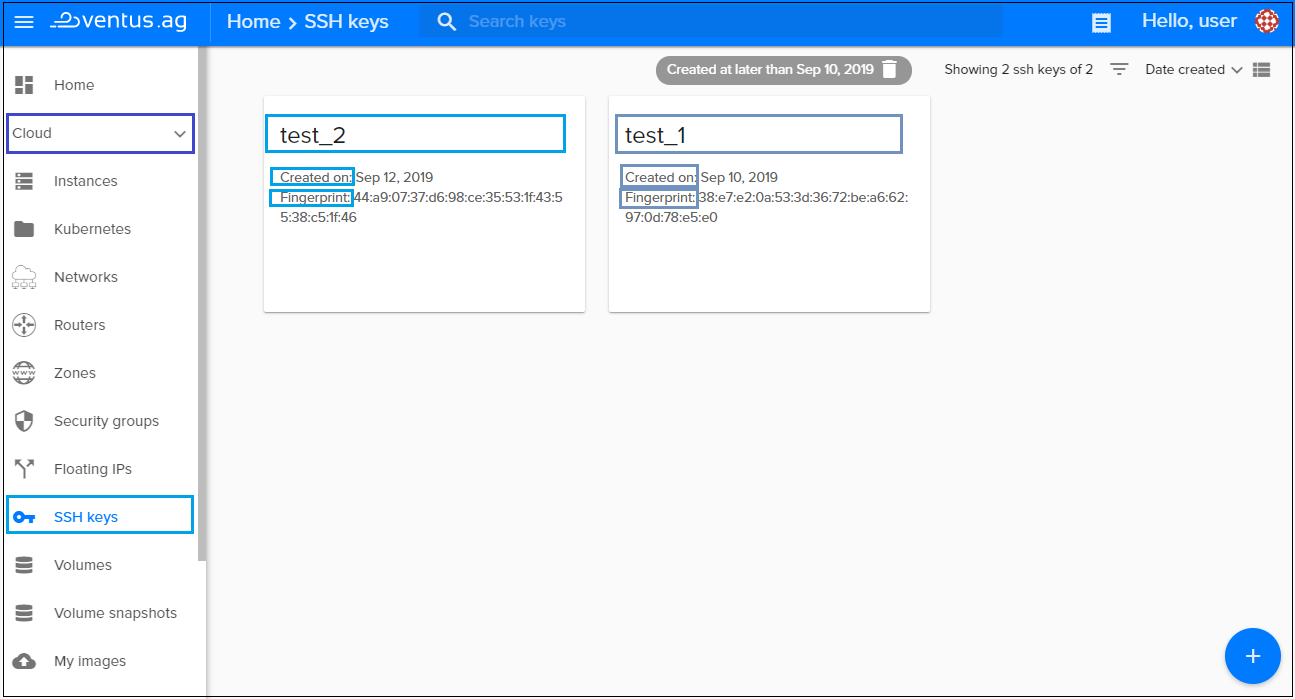 ventus.ag
Home > SSH keys
Search keys
Hello, user
Home
Cloud
Instances
Kubernetes
Networks
Routers
WWW
Zones
Security groups
Floating IPs
SSH keys
Volumes
Volume snapshots
My images
Created at later than Sep 10, 2019
Showing 2 ssh keys of 2
Date created
test_2
Created on: Sep 12, 2019
Fingerprint: 44:a9:07:37:d6:98:ce:35:53:1f:43:5
5:38:c5:1f:46
test_1
Created on: Sep 10, 2019
Fingerprint: 38:e7:e2:0a:53:3d:36:72:be:a6:62:
97:0d:78:e5:e0
+